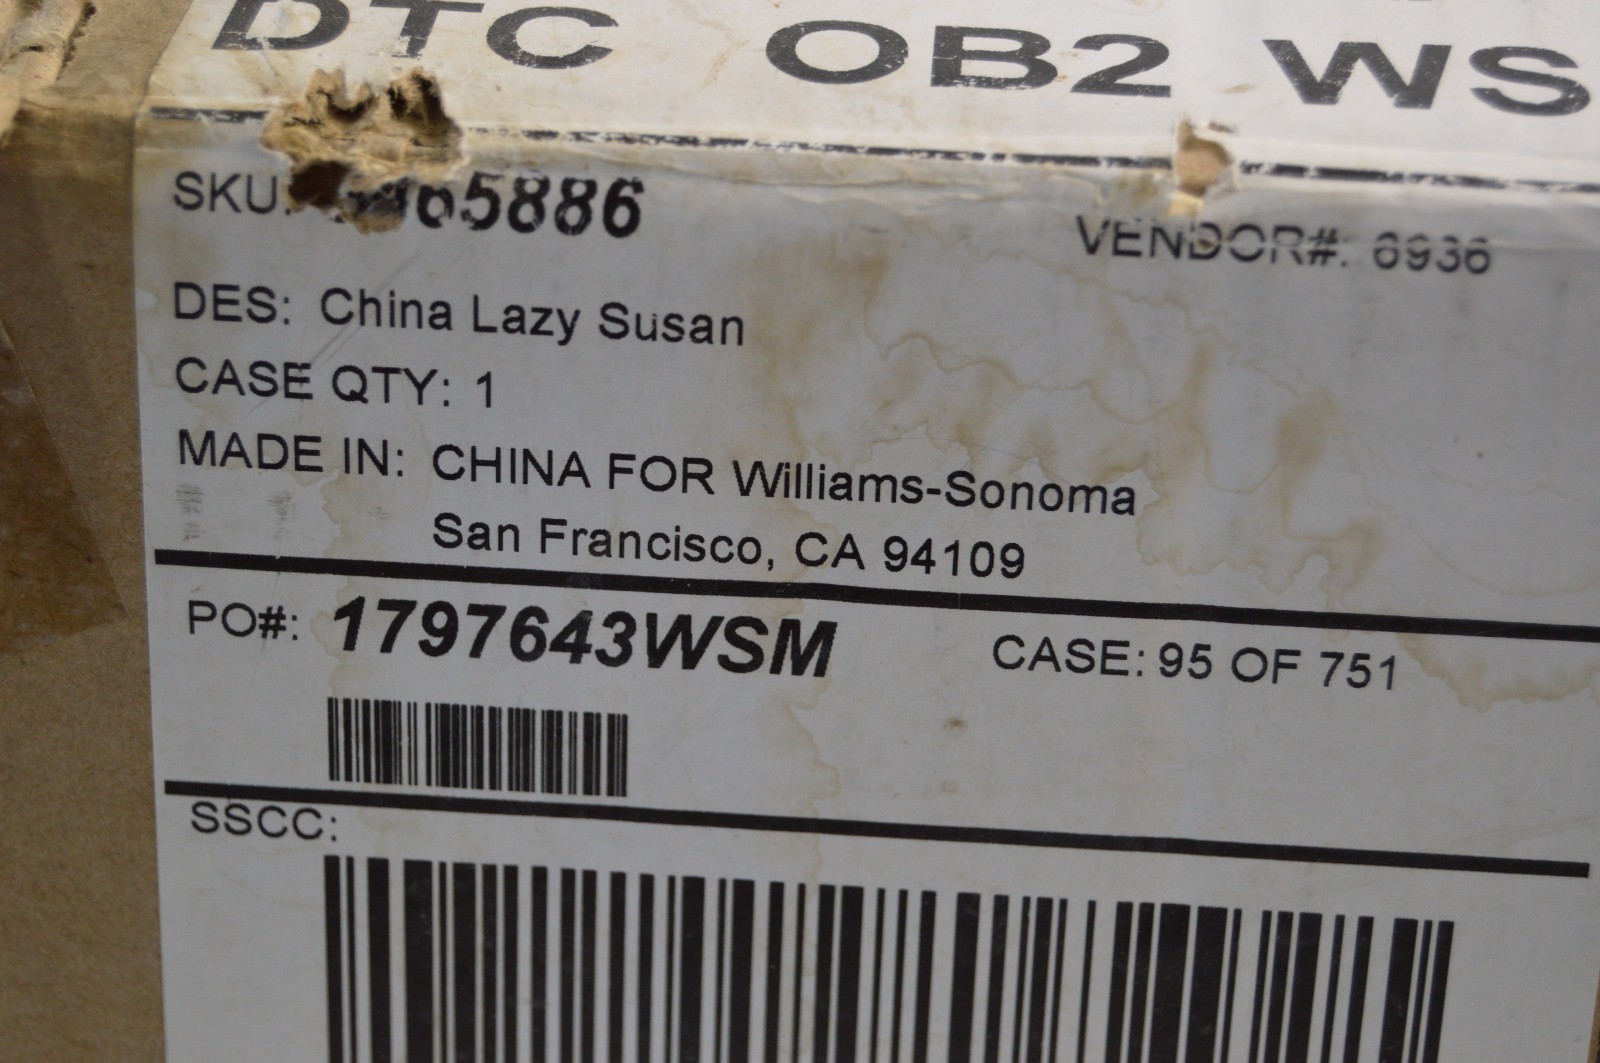 DTC OB2 WS
SKU:
VENDOR#: 6936
DES: China Lazy Susan
CASE QTY: 1
MADE IN: CHINA FOR Williams-Sonoma
San Francisco, CA 94109
PO#: 1797643WSM CASE: 95 OF 751
SSCC: